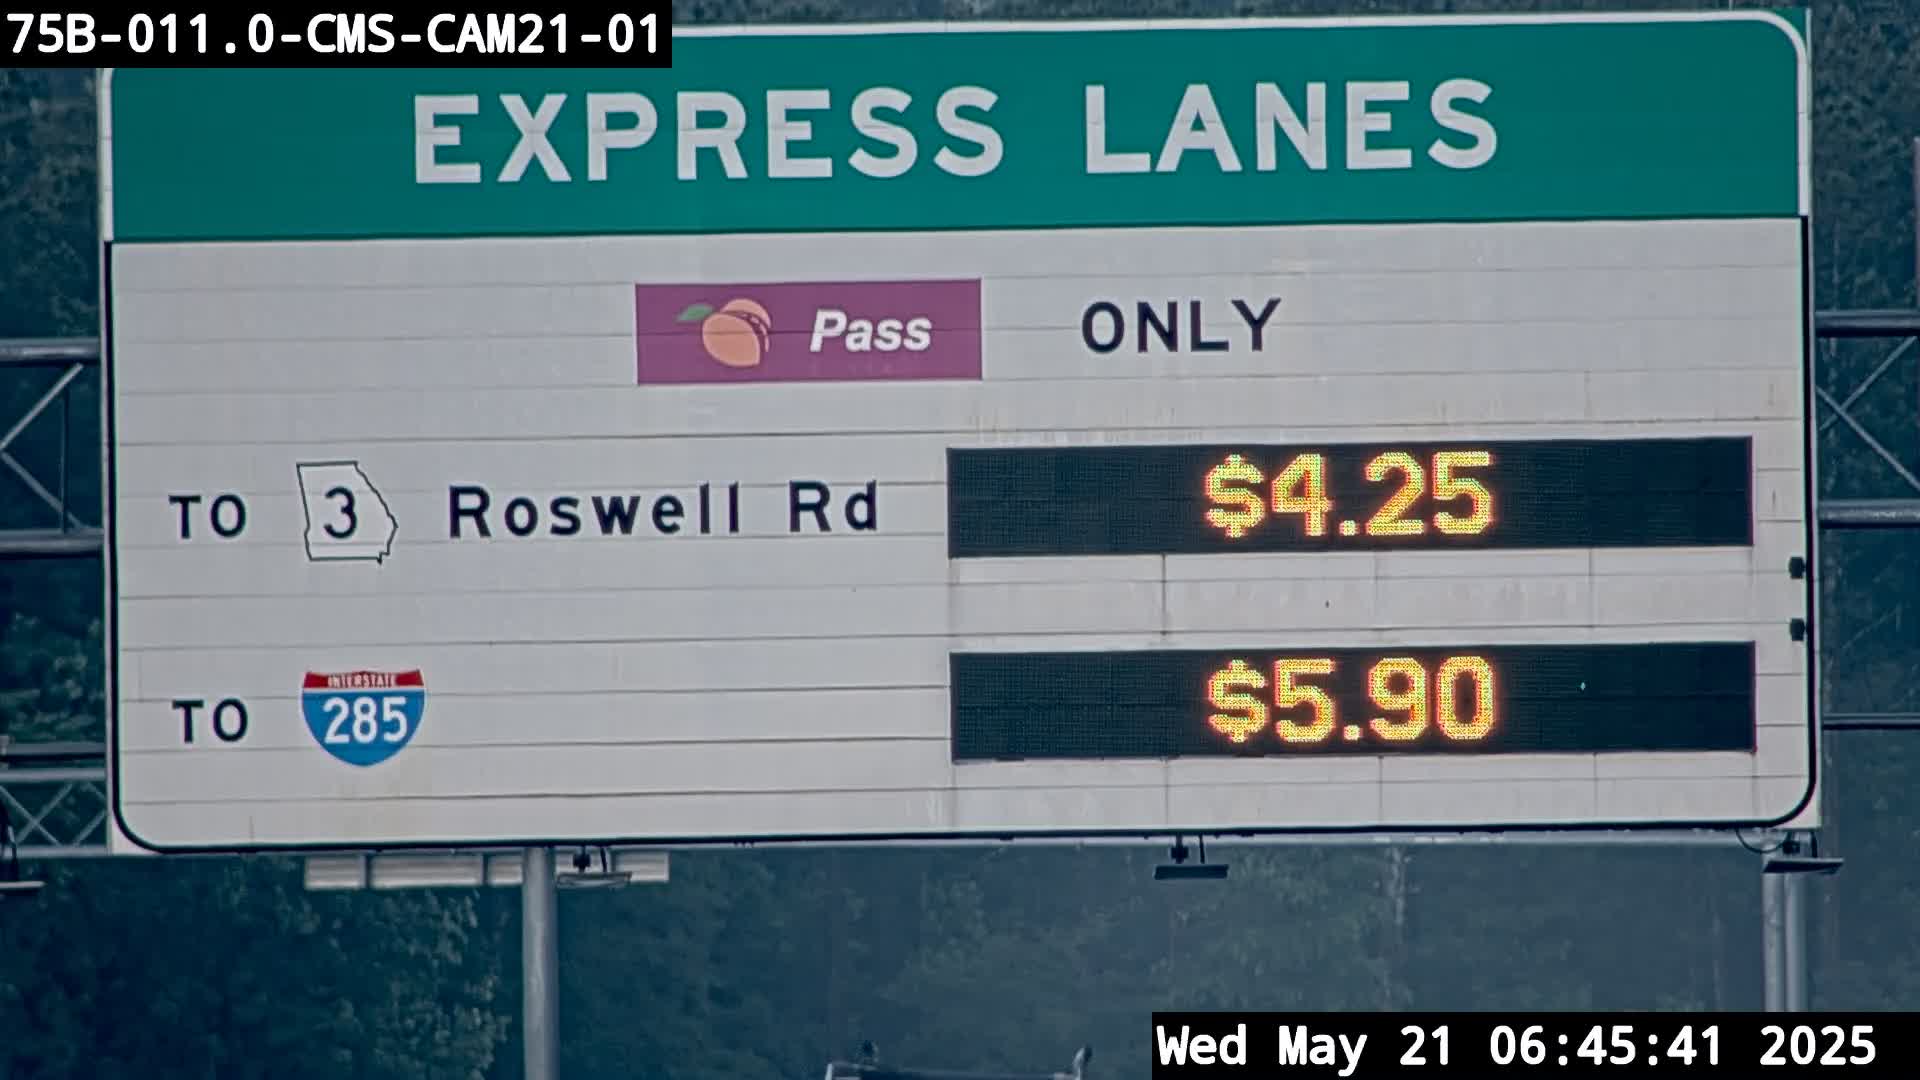 75B-011.0-CMS-CAM21-01
EXPRESS LANES
Pass ONLY
TO 3 Roswell Rd $4.25
TO INTERSTATE 285 $5.90
Wed May 21 06:45:41 2025